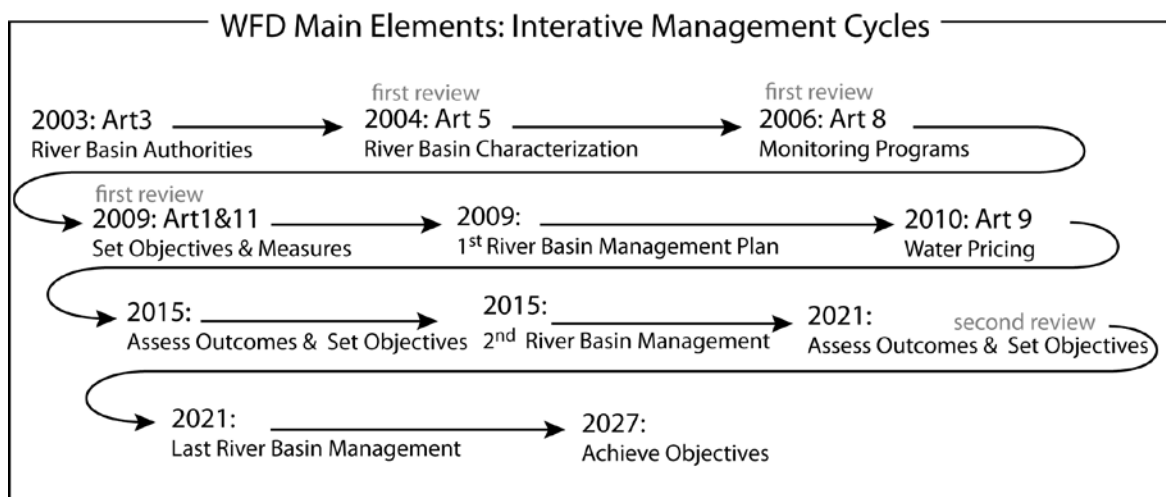 WFD Main Elements: Interative Management Cycles
first review
first review
2003: Art3
2004: Art 5
2006: Art 8
River Basin Authorities
River Basin Characterization
Monitoring Programs
first review
2009: Art1&11
2009:
2010: Art 9
Set Objectives & Measures
1st River Basin Management Plan
Water Pricing
2015:
2015:
2021:
second review
Assess Outcomes & Set Objectives
2nd River Basin Management
Assess Outcomes & Set Objectives
2021:
2027:
Last River Basin Management
Achieve Objectives